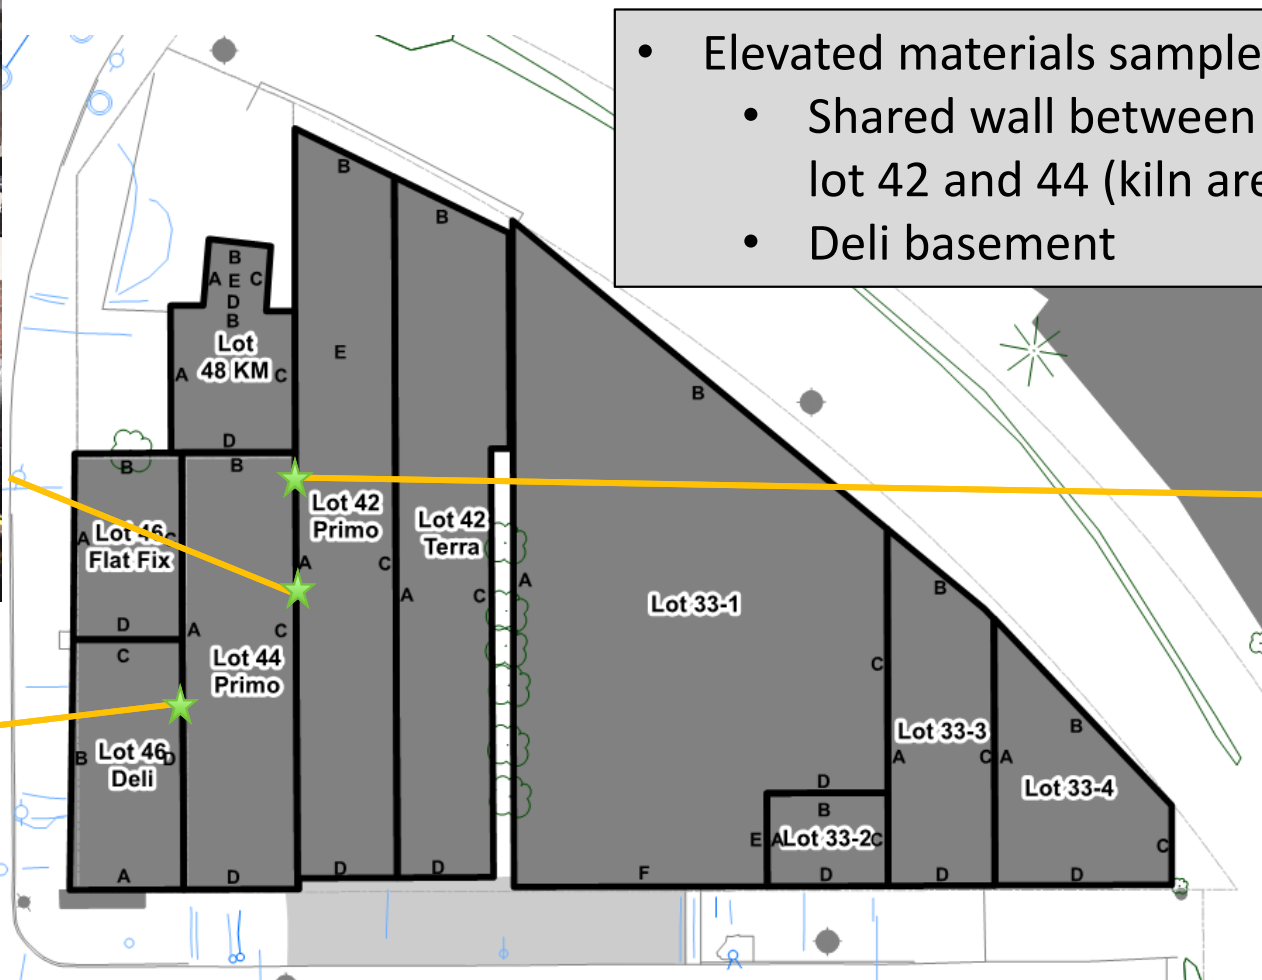 • Elevated materials sample
• Shared wall between
lot 42 and 44 (kiln are
• Deli basement
B
B
B
A E C
D
B
Lot
48 KM
A C
D
E
B
B B
Lot 46
Flat Fix
A C
D
C
Lot 46
Deli
B D
A
A C
Lot 44
Primo
D
Lot 42
Primo
A C
D
Lot 42
Terra
A C
D
A
Lot 33-1
C
D
E
F
B
Lot 33-2
A C
D
B
Lot 33-3
A C
D
B
Lot 33-4
A C
D